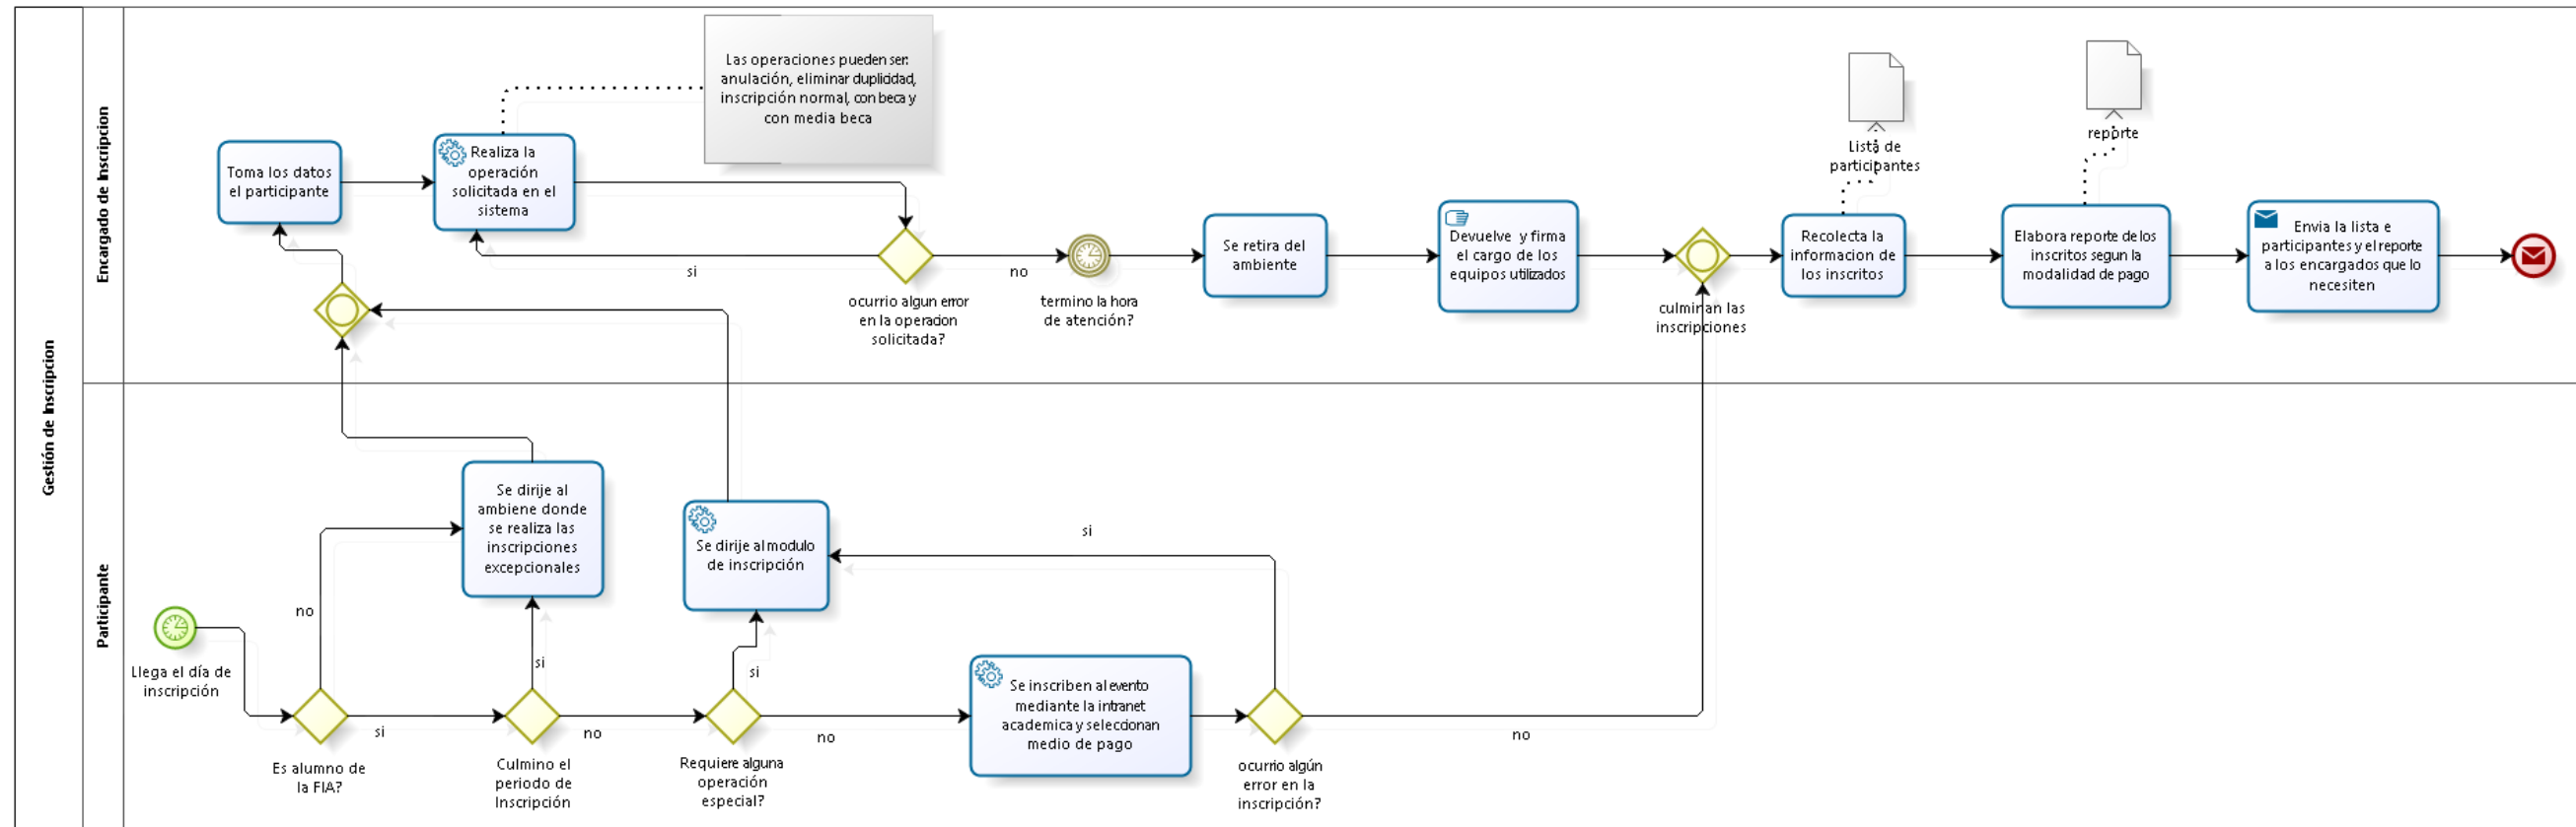 Gestión de Inscripcion
Encargado de Inscripcion
Participante
Las operaciones pueden ser:
anulación, eliminar duplicidad,
inscripción normal, con beca y
con media beca
Toma los datos
el participante
Realiza la
operación
solicitada en el
sistema
si
ocurrio algun error
en la operacion
solicitada?
no
termino la hora
de atención?
Se retira del
ambiente
Devuelve y firma
el cargo de los
equipos utilizados
culminan las
inscripciones
Lista de
participantes
Recolecta la
informacion de
los inscritos
reporte
Elabora reporte de los
inscritos segun la
modalidad de pago
Envia la lista e
participantes y el reporte
a los encargados que lo
necesiten
Llega el día de
inscripción
Es alumno de
la FIA?
no
si
Se dirije al
ambiene donde
se realiza las
inscripciones
excepcionales
si
Culmino el
periodo de
Inscripción
no
Se dirije al modulo
de inscripción
si
Requiere alguna
operación
especial?
no
Se inscriben al evento
mediante la intranet
academica y seleccionan
medio de pago
si
ocurrio algún
error en la
inscripción?
no